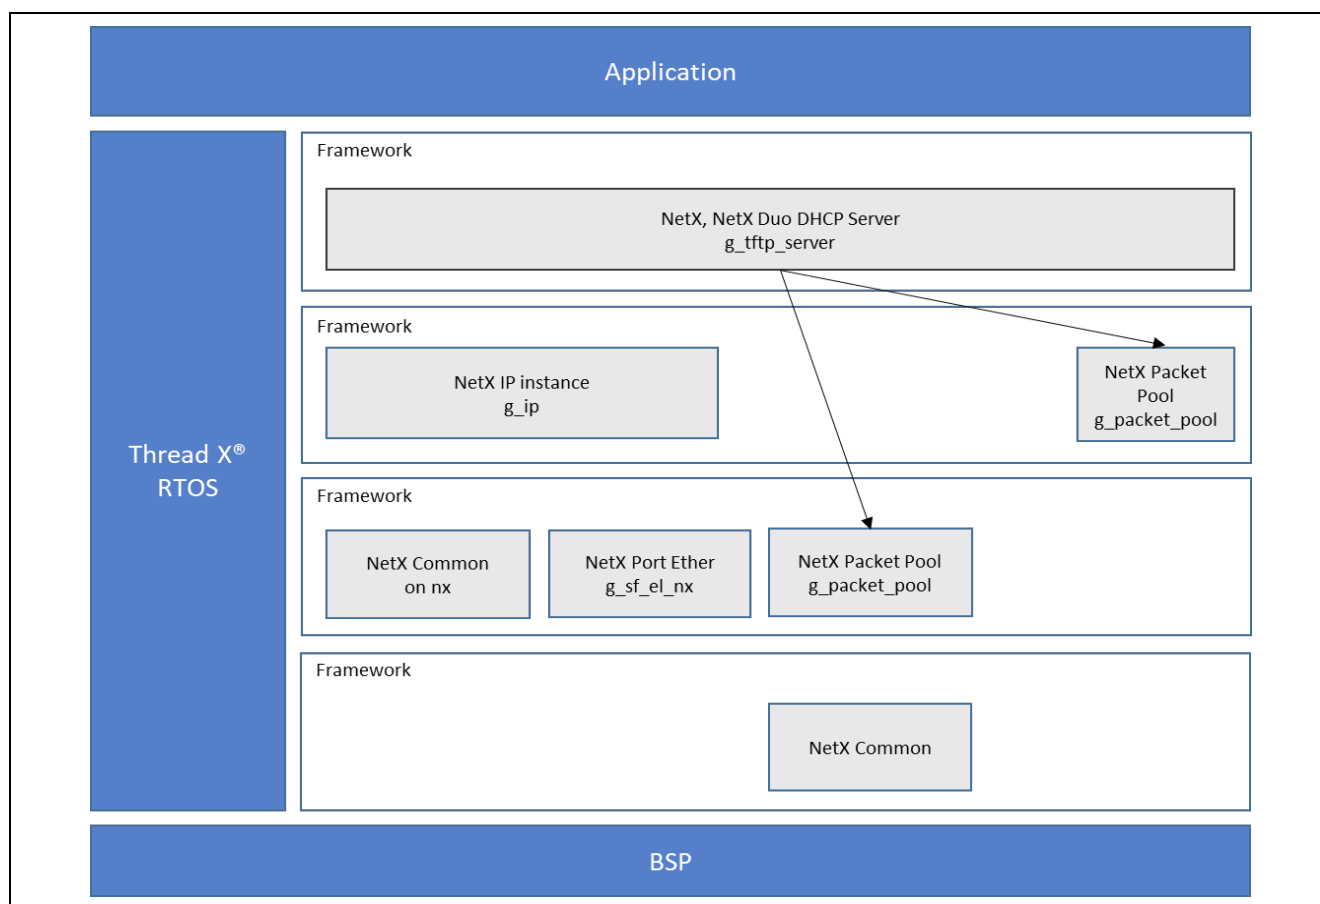 Application
Thread X®
RTOS
Framework
NetX, NetX Duo DHCP Server
g_tftp_server
Framework
NetX IP instance
g_ip
NetX Packet
Pool
g_packet_pool
Framework
NetX Common
on nx
NetX Port Ether
g_sf_el_nx
NetX Packet Pool
g_packet_pool
Framework
NetX Common
BSP